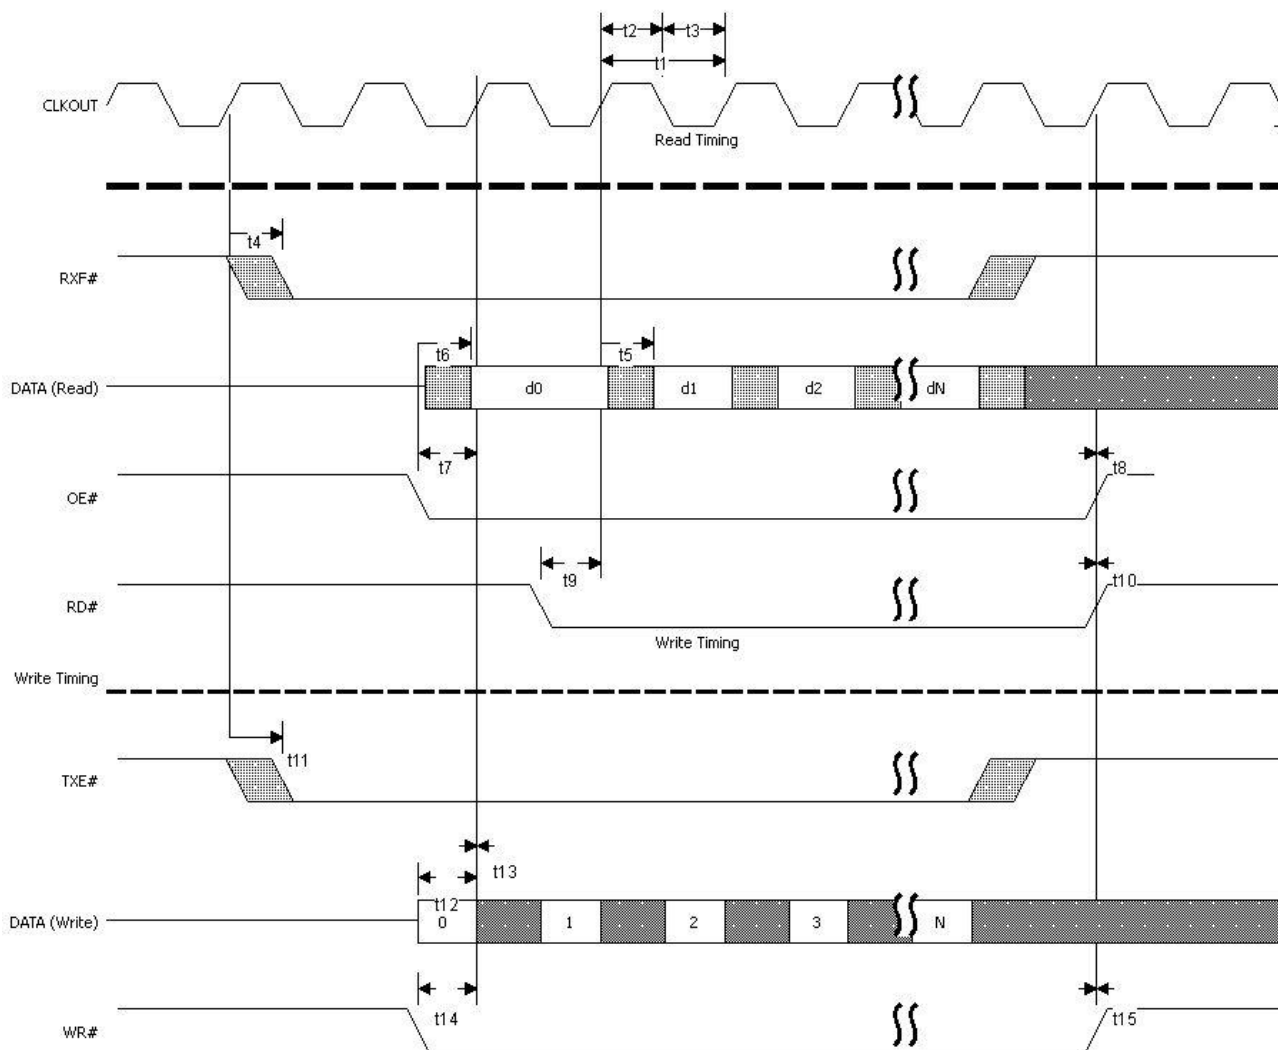 t2 t3
t1
CLKOUT
Read Timing
t4
RXF#
t6 t5
DATA (Read) d0 d1 d2 dN
t7 t8
OE#
t9 t10
RD#
Write Timing
Write Timing
t11
TXE#
t13
t12
DATA (Write) 0 1 2 3 N
t14 t15
WR#